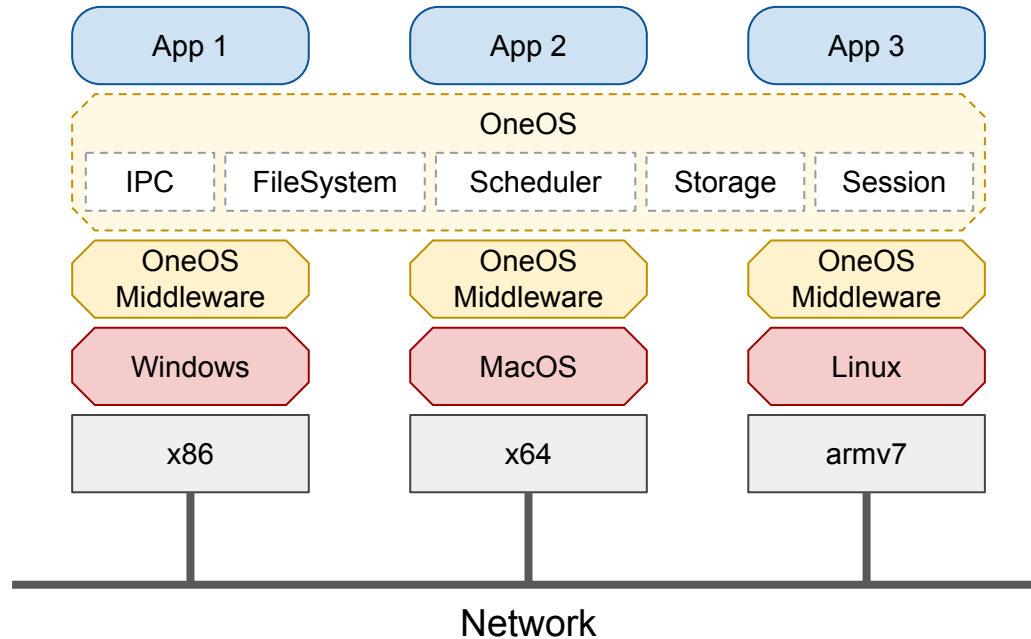 App 1
App 2
App 3
OneOS
IPC
FileSystem
Scheduler
Storage
Session
OneOS
Middleware
OneOS
Middleware
OneOS
Middleware
Windows
MacOS
Linux
x86
x64
armv7
Network